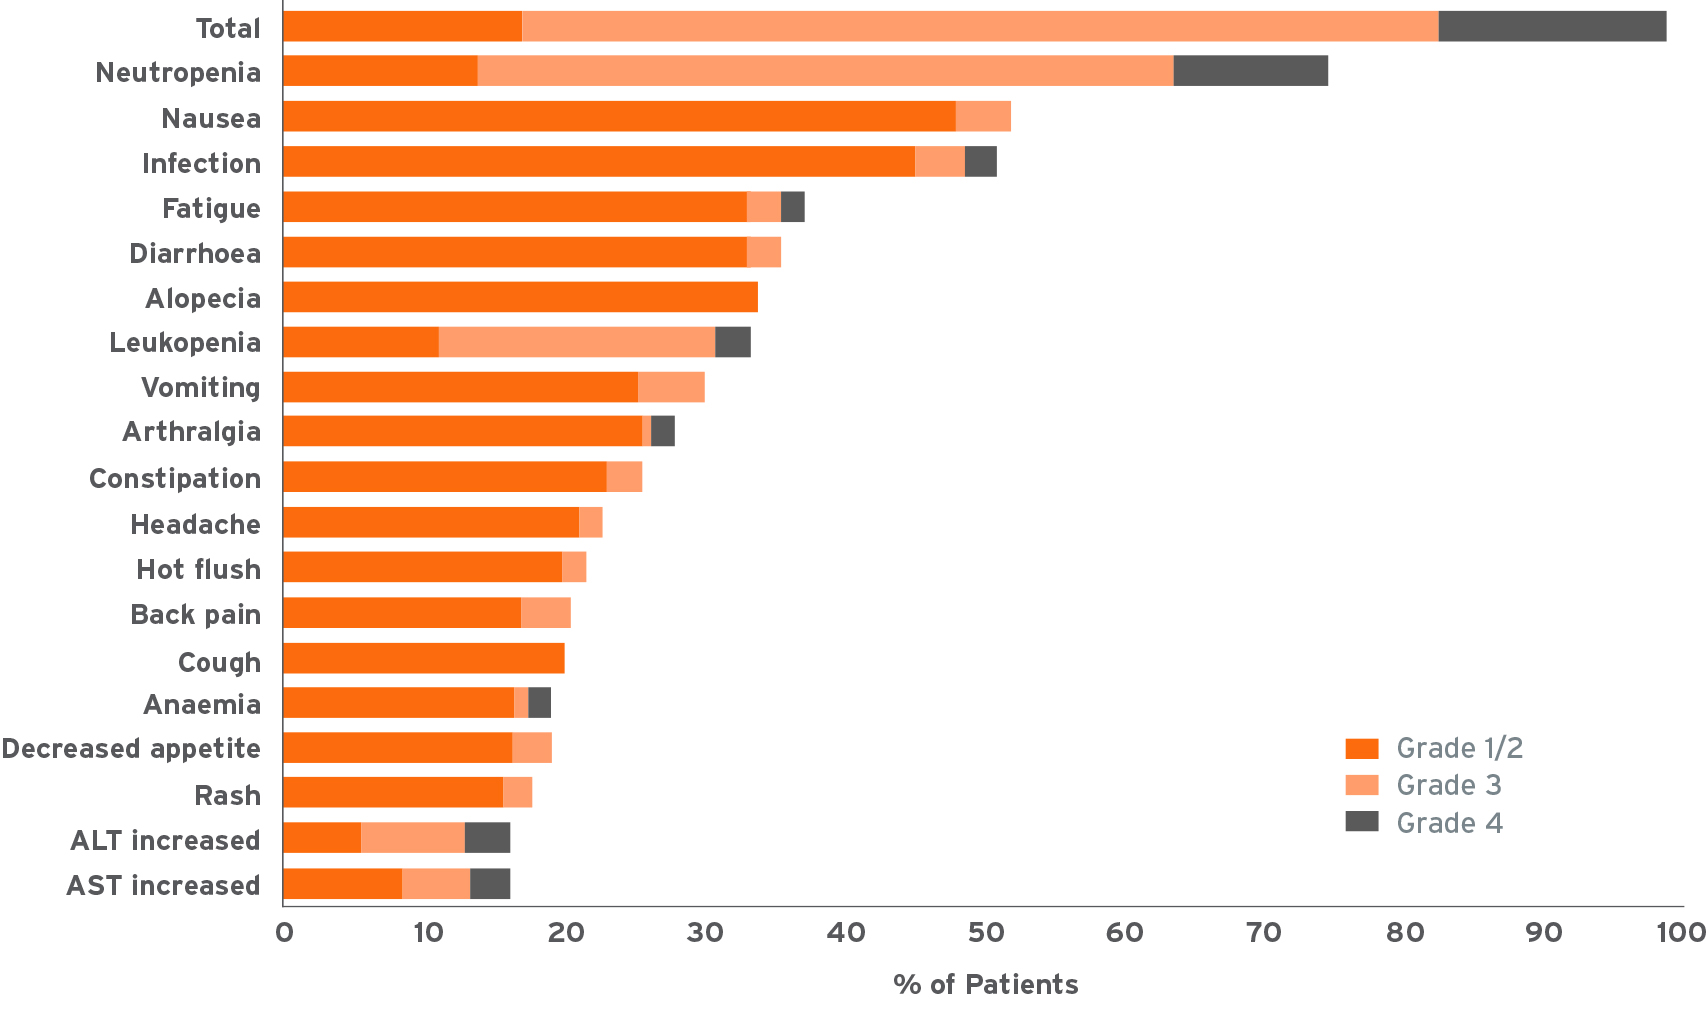 Total
Neutropenia
Nausea
Infection
Fatigue
Diarrhoea
Alopecia
Leukopenia
Vomiting
Arthralgia
Constipation
Headache
Hot flush
Back pain
Cough
Anaemia
Decreased appetite
Rash
ALT increased
AST increased
Grade 1/2
Grade 3
Grade 4
0 10 20 30 40 50 60 70 80 90 100
% of Patients